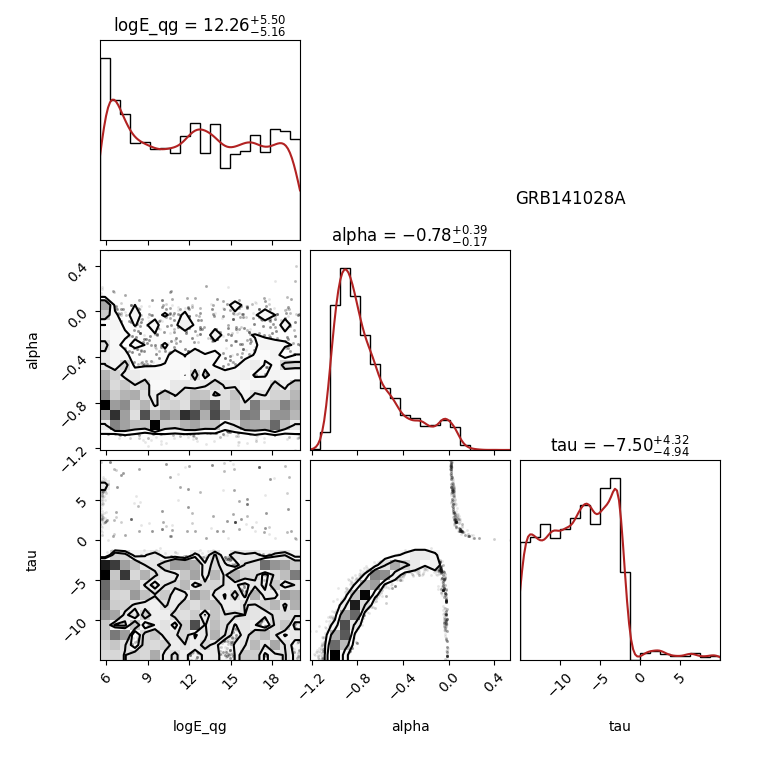 logE_qg = 12.26^{+5.50}_{−5.16}
GRB141028A
alpha = −0.78^{+0.39}_{−0.17}
0.4
0.0
−0.4
−0.8
−1.2
alpha
tau = −7.50^{+4.32}_{−4.94}
5
0
−5
−10
tau
6 9 12 15 18
−1.2 −0.8 −0.4 0.0 0.4
−10 −5 0 5
logE_qg alpha tau